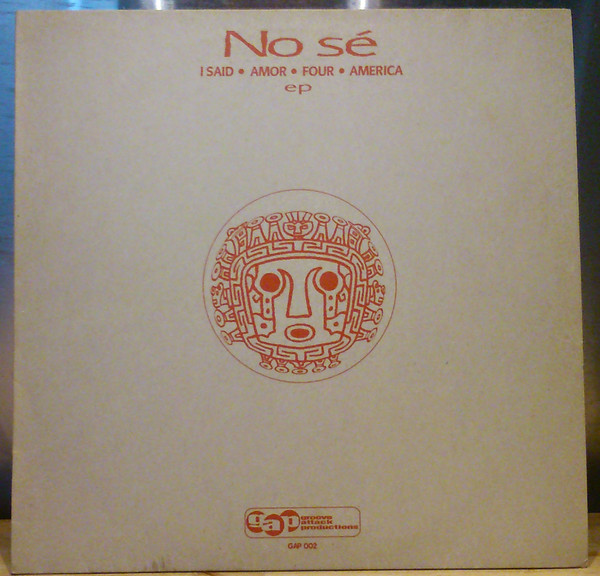 No sé
I SAID • AMOR • FOUR • AMERICA
ep
gap groove
attack
productions
GAP 002